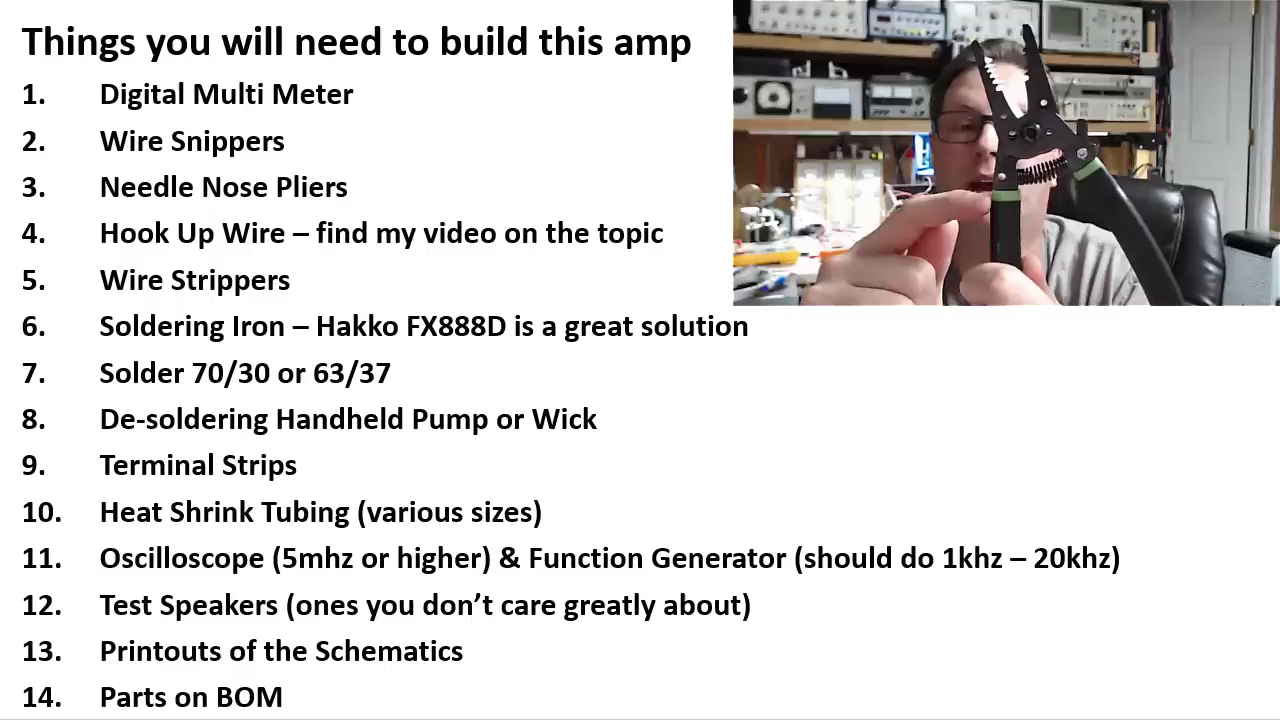 Things you will need to build this amp
1. Digital Multi Meter
2. Wire Snippers
3. Needle Nose Pliers
4. Hook Up Wire – find my video on the topic
5. Wire Strippers
6. Soldering Iron – Hakko FX888D is a great solution
7. Solder 70/30 or 63/37
8. De-soldering Handheld Pump or Wick
9. Terminal Strips
10. Heat Shrink Tubing (various sizes)
11. Oscilloscope (5mhz or higher) & Function Generator (should do 1khz – 20khz)
12. Test Speakers (ones you don’t care greatly about)
13. Printouts of the Schematics
14. Parts on BOM